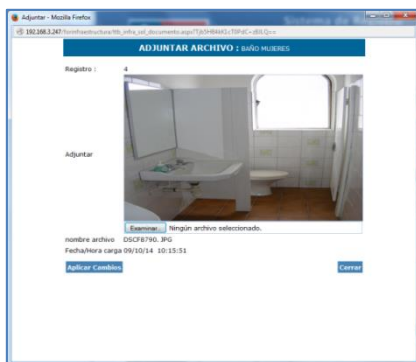 Adjuntar - Mozilla Firefox
ADJUNTAR ARCHIVO : BAÑO MUJERES
Registro : 4
Adjuntar
Examinar... Ningún archivo seleccionado.
nombre archivo DSCF8790. JPG
Fecha/Hora carga 09/10/14 10:15:51
Aplicar Cambios Cerrar